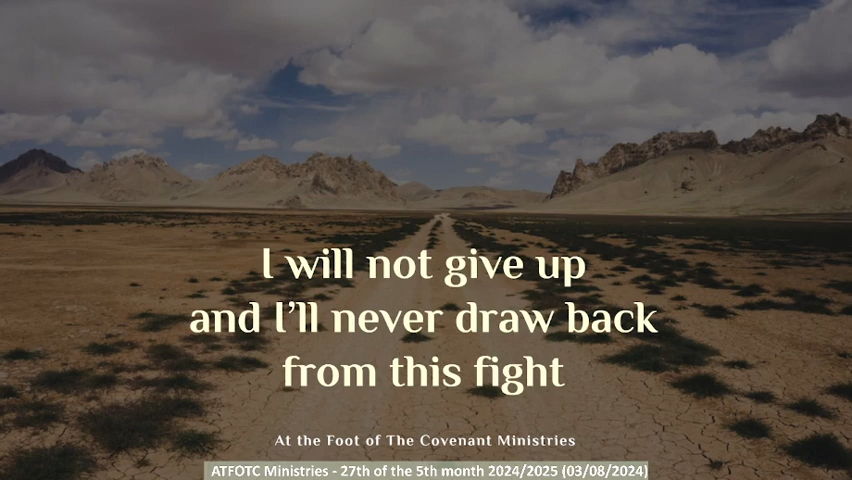 I will not give up
and I'll never draw back
from this fight
At the Foot of The Covenant Ministries
ATFOTC Ministries - 27th of the 5th month 2024/2025 (03/08/2024)